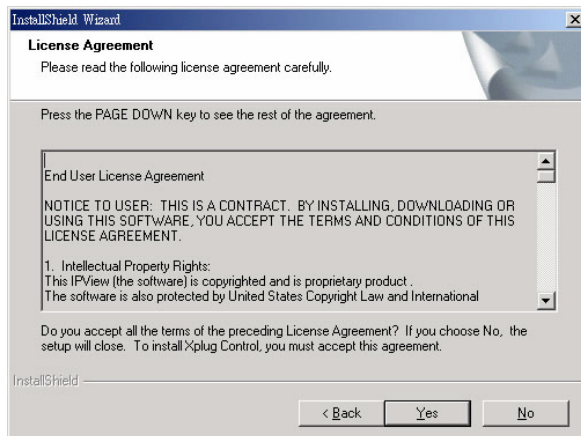 InstallShield Wizard
License Agreement
Please read the following license agreement carefully.
Press the PAGE DOWN key to see the rest of the agreement.
End User License Agreement
NOTICE TO USER: THIS IS A CONTRACT. BY INSTALLING, DOWNLOADING OR
USING THIS SOFTWARE, YOU ACCEPT THE TERMS AND CONDITIONS OF THIS
LICENSE AGREEMENT.
1. Intellectual Property Rights:
This IPView (the software) is copyrighted and is proprietary product .
The software is also protected by United States Copyright Law and International
Do you accept all the terms of the preceding License Agreement? If you choose No, the
setup will close. To install Xplug Control, you must accept this agreement.
InstallShield
< Back
Yes
No